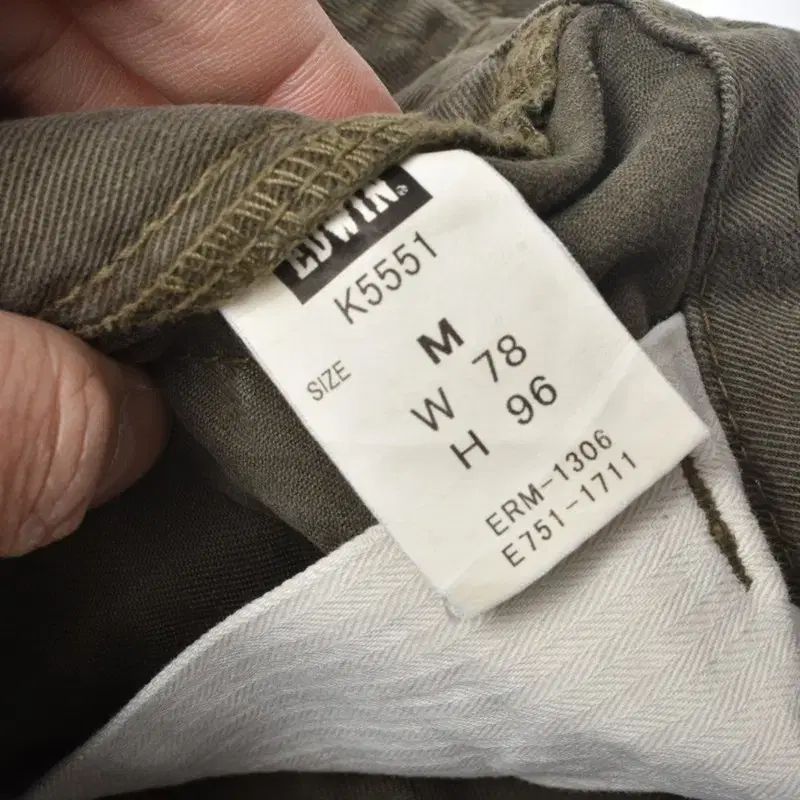 EDWIN
K5551
SIZE M
W 78
H 96
ERM-1306
E751-1711